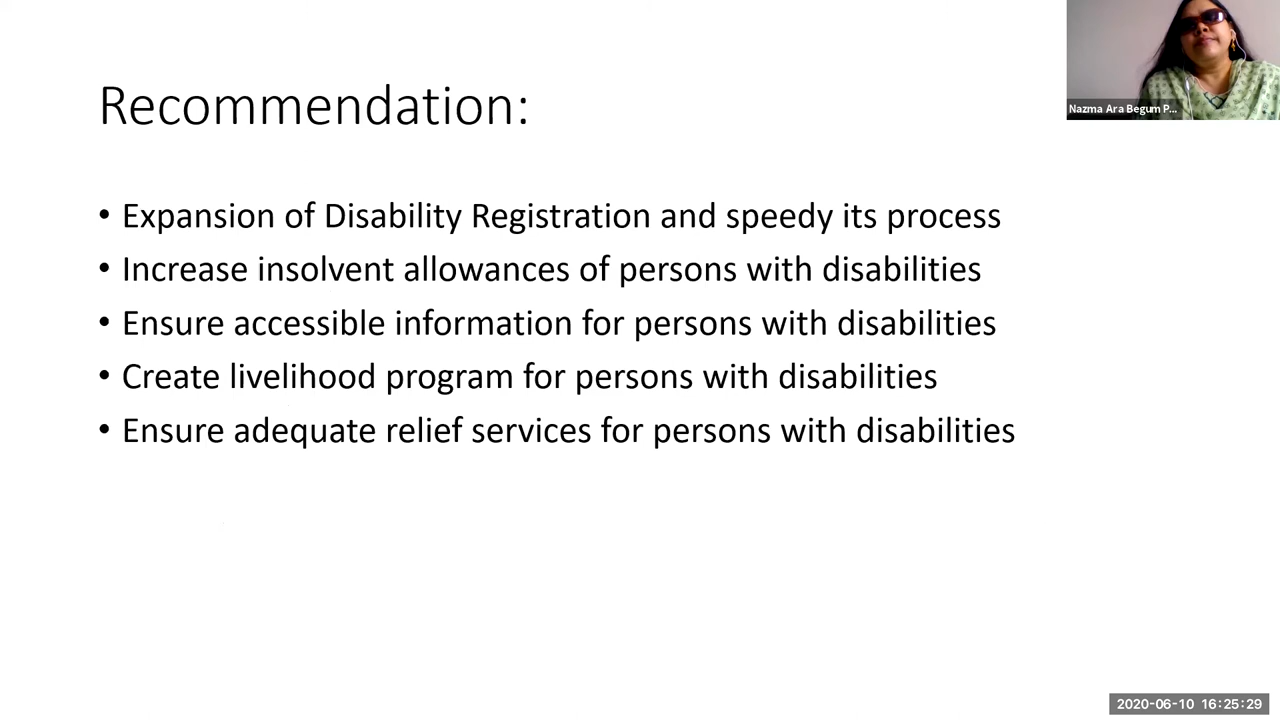 Nazma Ara Begum P...
Recommendation:
• Expansion of Disability Registration and speedy its process
• Increase insolvent allowances of persons with disabilities
• Ensure accessible information for persons with disabilities
• Create livelihood program for persons with disabilities
• Ensure adequate relief services for persons with disabilities
2020-06-10 16:25:29